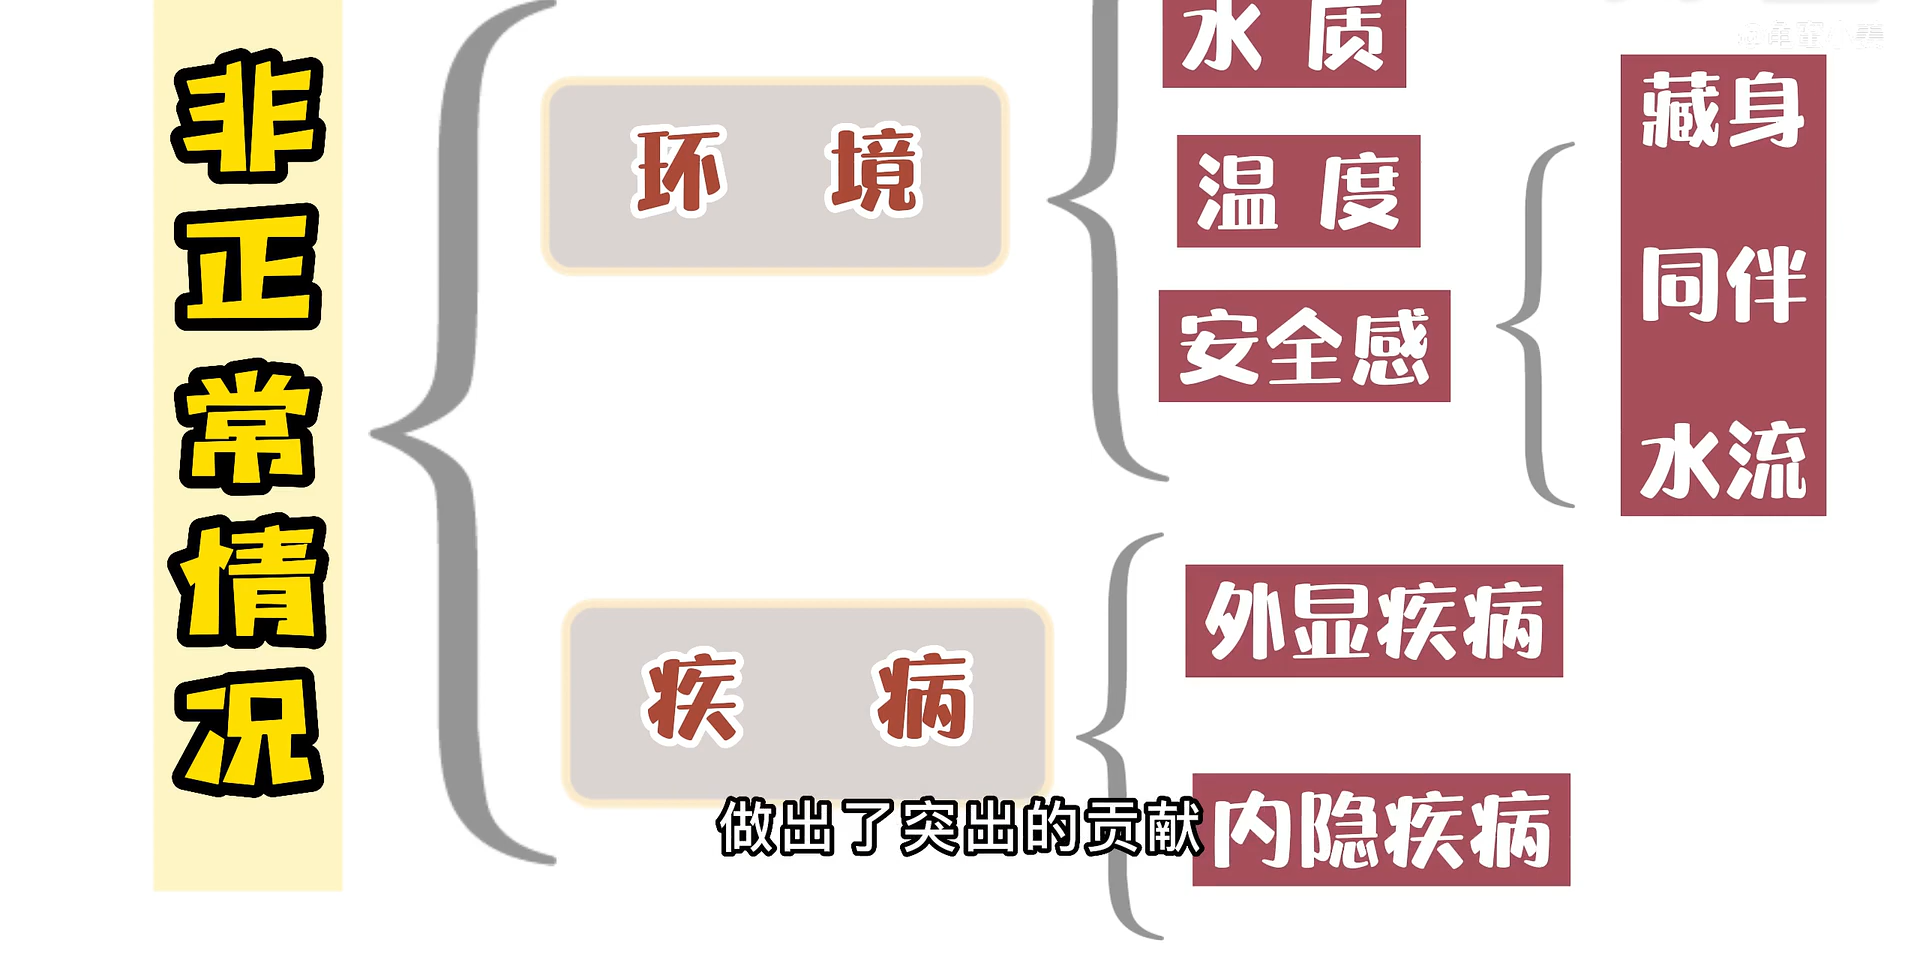 非正常情况
环境
水质
温度
安全感
藏身
同伴
水流
疾病
外显疾病
内隐疾病
做出了突出的贡献